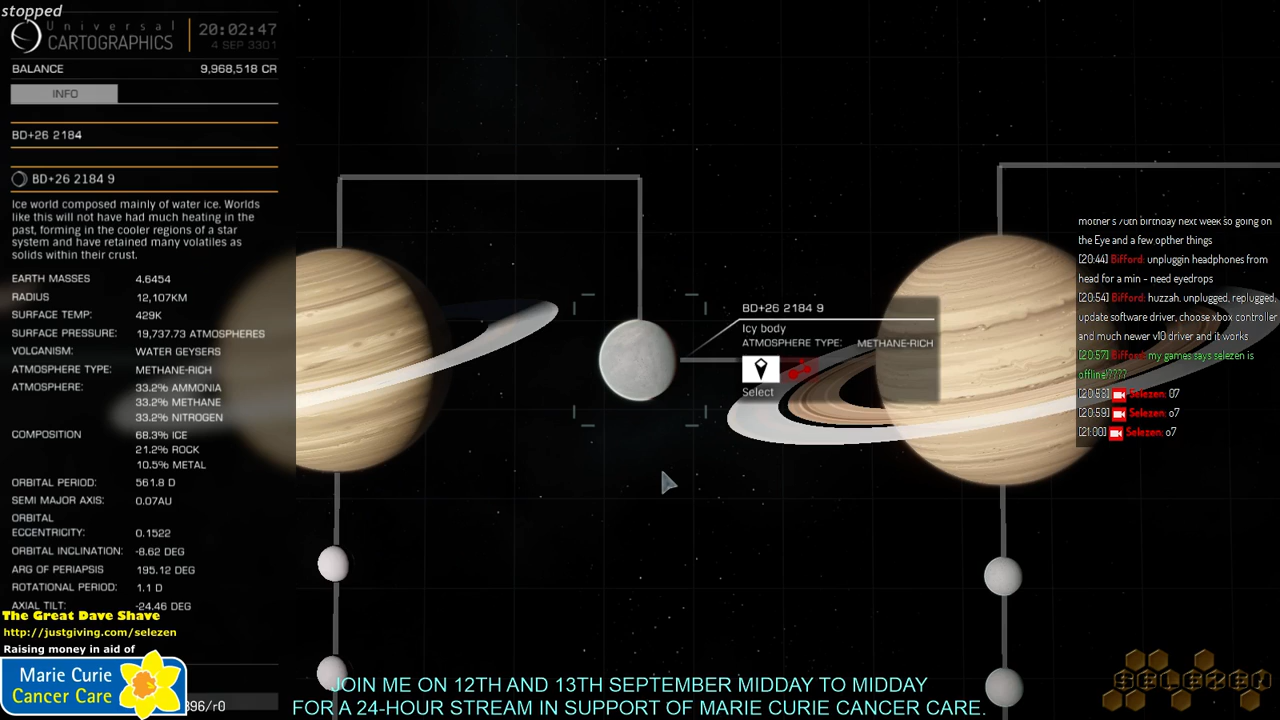 stopped
Universal
CARTOGRAPHICS
20:02:47
4 SEP 3301
BALANCE 9,968,518 CR
INFO
BD+26 2184
BD+26 2184 9
Ice world composed mainly of water ice. Worlds
like this will not have had much heating in the
past, forming in the cooler regions of a star
system and have retained many volatiles as
solids within their crust.
EARTH MASSES 4.6454
RADIUS 12,107KM
SURFACE TEMP: 429K
SURFACE PRESSURE: 19,737.73 ATMOSPHERES
VOLCANISM: WATER GEYSERS
ATMOSPHERE TYPE: METHANE-RICH
ATMOSPHERE: 33.2% AMMONIA
33.2% METHANE
33.2% NITROGEN
COMPOSITION 68.3% ICE
21.2% ROCK
10.5% METAL
ORBITAL PERIOD: 561.8 D
SEMI MAJOR AXIS: 0.07AU
ORBITAL
ECCENTRICITY: 0.1522
ORBITAL INCLINATION: -8.62 DEG
ARG OF PERIAPSIS 195.12 DEG
ROTATIONAL PERIOD: 1.1 D
AXIAL TILT: -24.46 DEG
The Great Dave Shave
http://justgiving.com/selezen
Raising money in aid of
Marie Curie
Cancer Care
396/r0
BD+26 2184 9
Icy body
ATMOSPHERE TYPE: METHANE-RICH
Select
mother's 70th birthday next week so going on
the Eye and a few opther things
[20:44] Bifford: unpluggin headphones from
head for a min - need eyedrops
[20:54] Bifford: huzzah. unplugged, replugged,
update software driver, choose xbox controller
and much newer v10 driver and it works
[20:57] Bifford: my games says selezen is
offline!????
[20:58] Selezen: 07
[20:59] Selezen: o7
[21:00] Selezen: o7
JOIN ME ON 12TH AND 13TH SEPTEMBER MIDDAY TO MIDDAY
FOR A 24-HOUR STREAM IN SUPPORT OF MARIE CURIE CANCER CARE.
SELEZEN